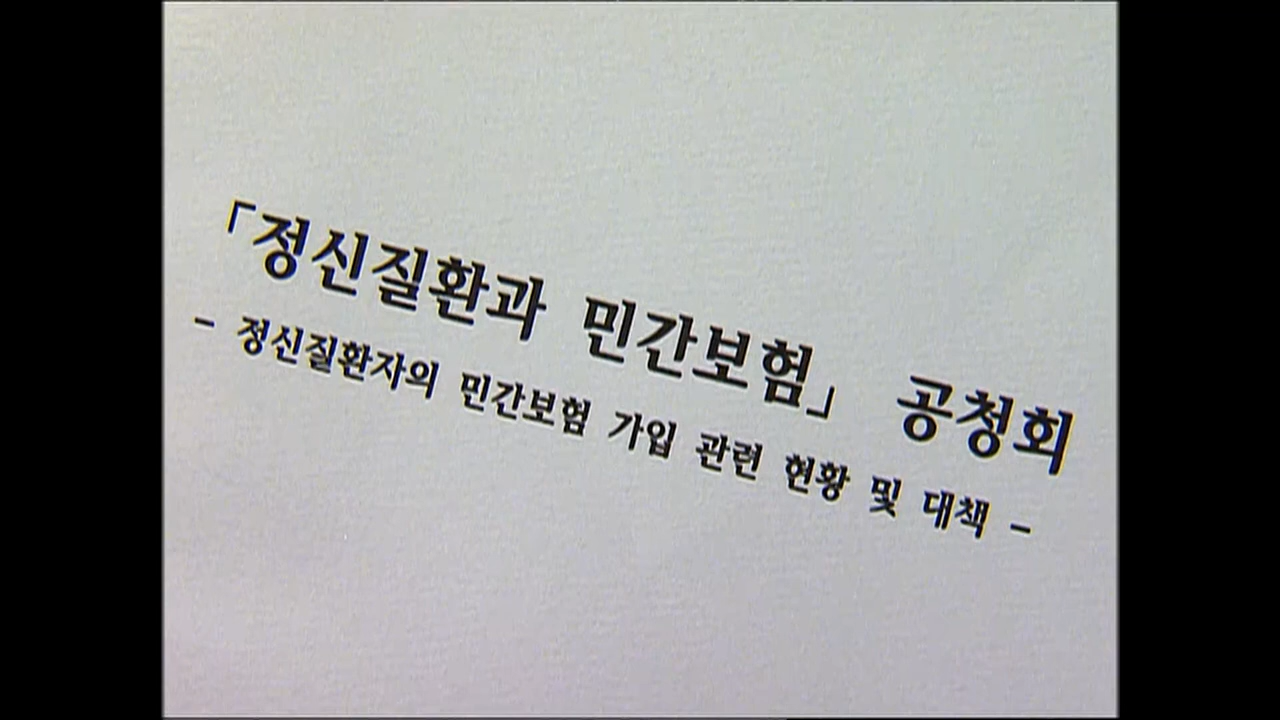 「정신질환과 민간보험」 공청회
- 정신질환자의 민간보험 가입 관련 현황 및 대책 -